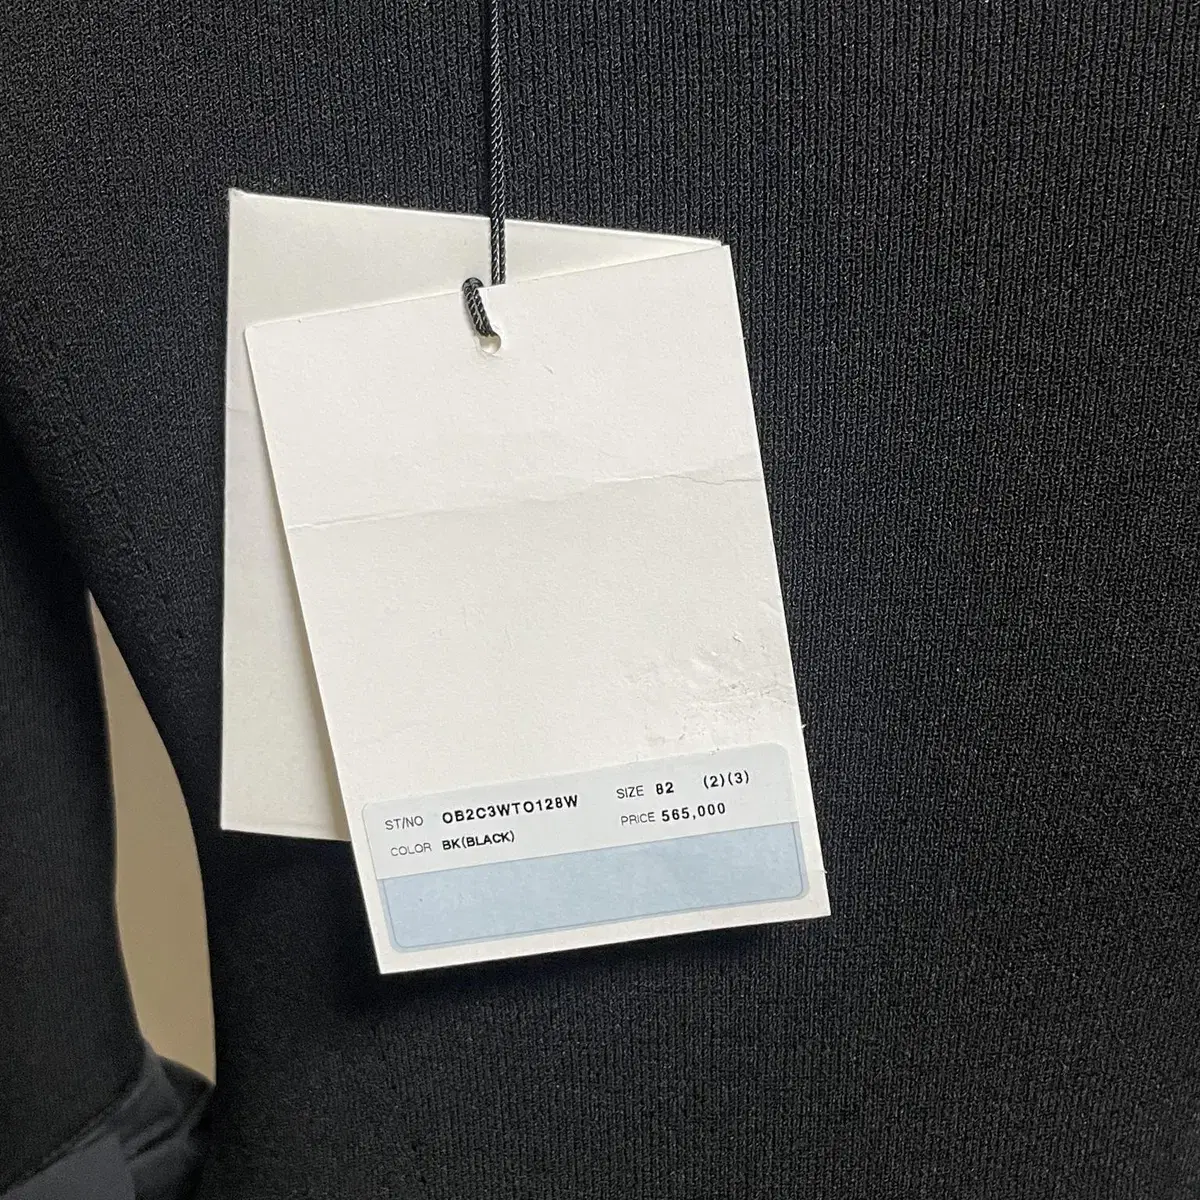 ST/NO OB2C3WTO128W SIZE 82 (2)(3)
COLOR BK(BLACK) PRICE 565,000